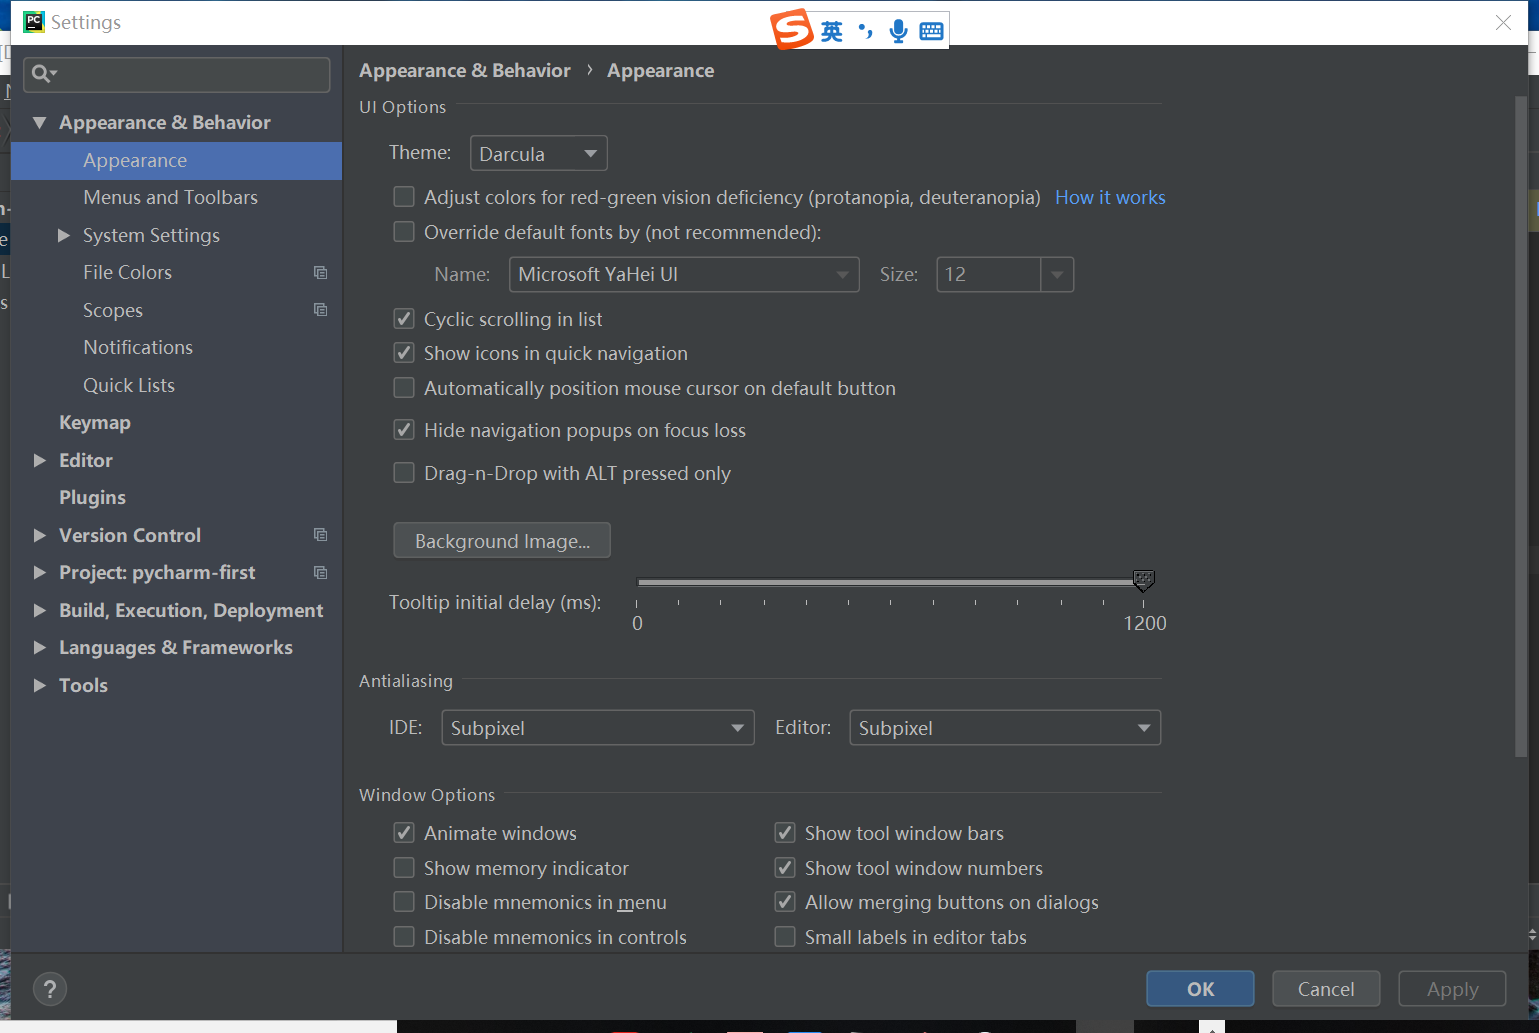 PC Settings
英
Appearance & Behavior
Appearance
Menus and Toolbars
System Settings
File Colors
Scopes
Notifications
Quick Lists
Keymap
Editor
Plugins
Version Control
Project: pycharm-first
Build, Execution, Deployment
Languages & Frameworks
Tools
Appearance & Behavior › Appearance
UI Options
Theme: Darcula
Adjust colors for red-green vision deficiency (protanopia, deuteranopia) How it works
Override default fonts by (not recommended):
Name: Microsoft YaHei UI Size: 12
Cyclic scrolling in list
Show icons in quick navigation
Automatically position mouse cursor on default button
Hide navigation popups on focus loss
Drag-n-Drop with ALT pressed only
Background Image...
Tooltip initial delay (ms):
0 1200
Antialiasing
IDE: Subpixel Editor: Subpixel
Window Options
Animate windows Show tool window bars
Show memory indicator Show tool window numbers
Disable mnemonics in menu Allow merging buttons on dialogs
Disable mnemonics in controls Small labels in editor tabs
? OK Cancel Apply